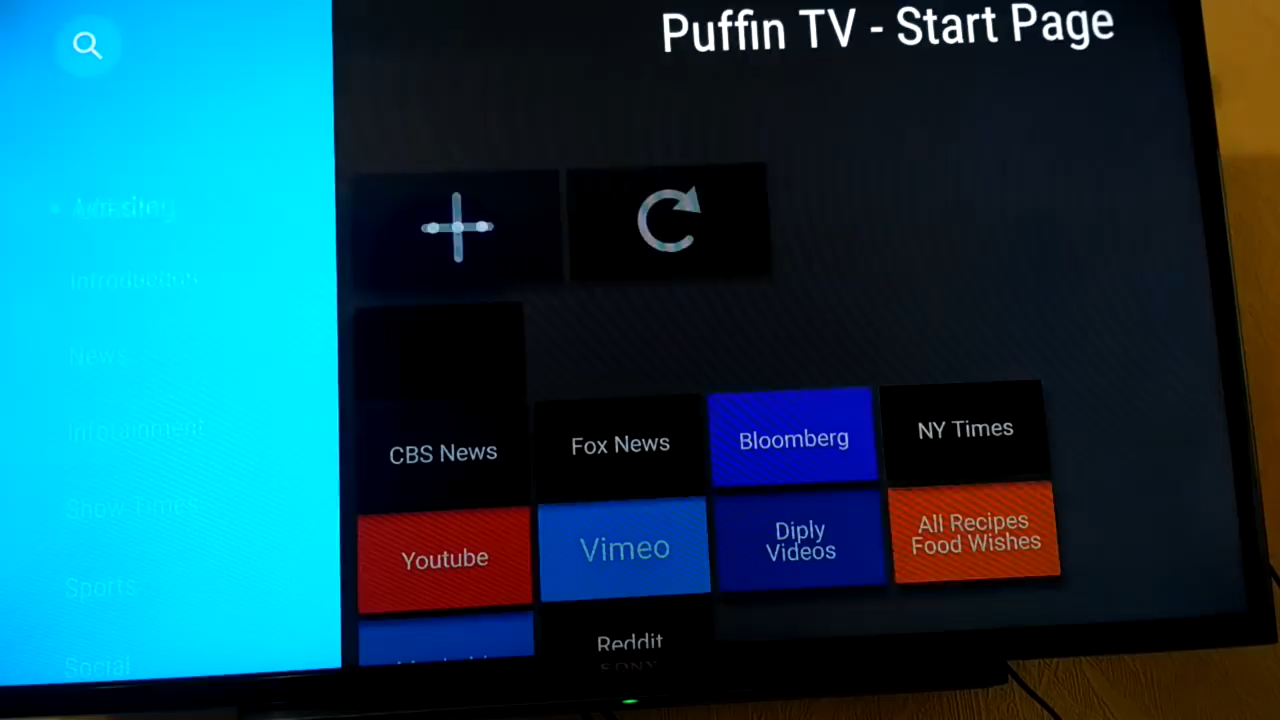 Puffin TV - Start Page
Introduction
News
Infotainment
Show Times
Sports
Social
CBS News
Fox News
Bloomberg
NY Times
Youtube
Vimeo
Diply
Videos
All Recipes
Food Wishes
Reddit
SONY